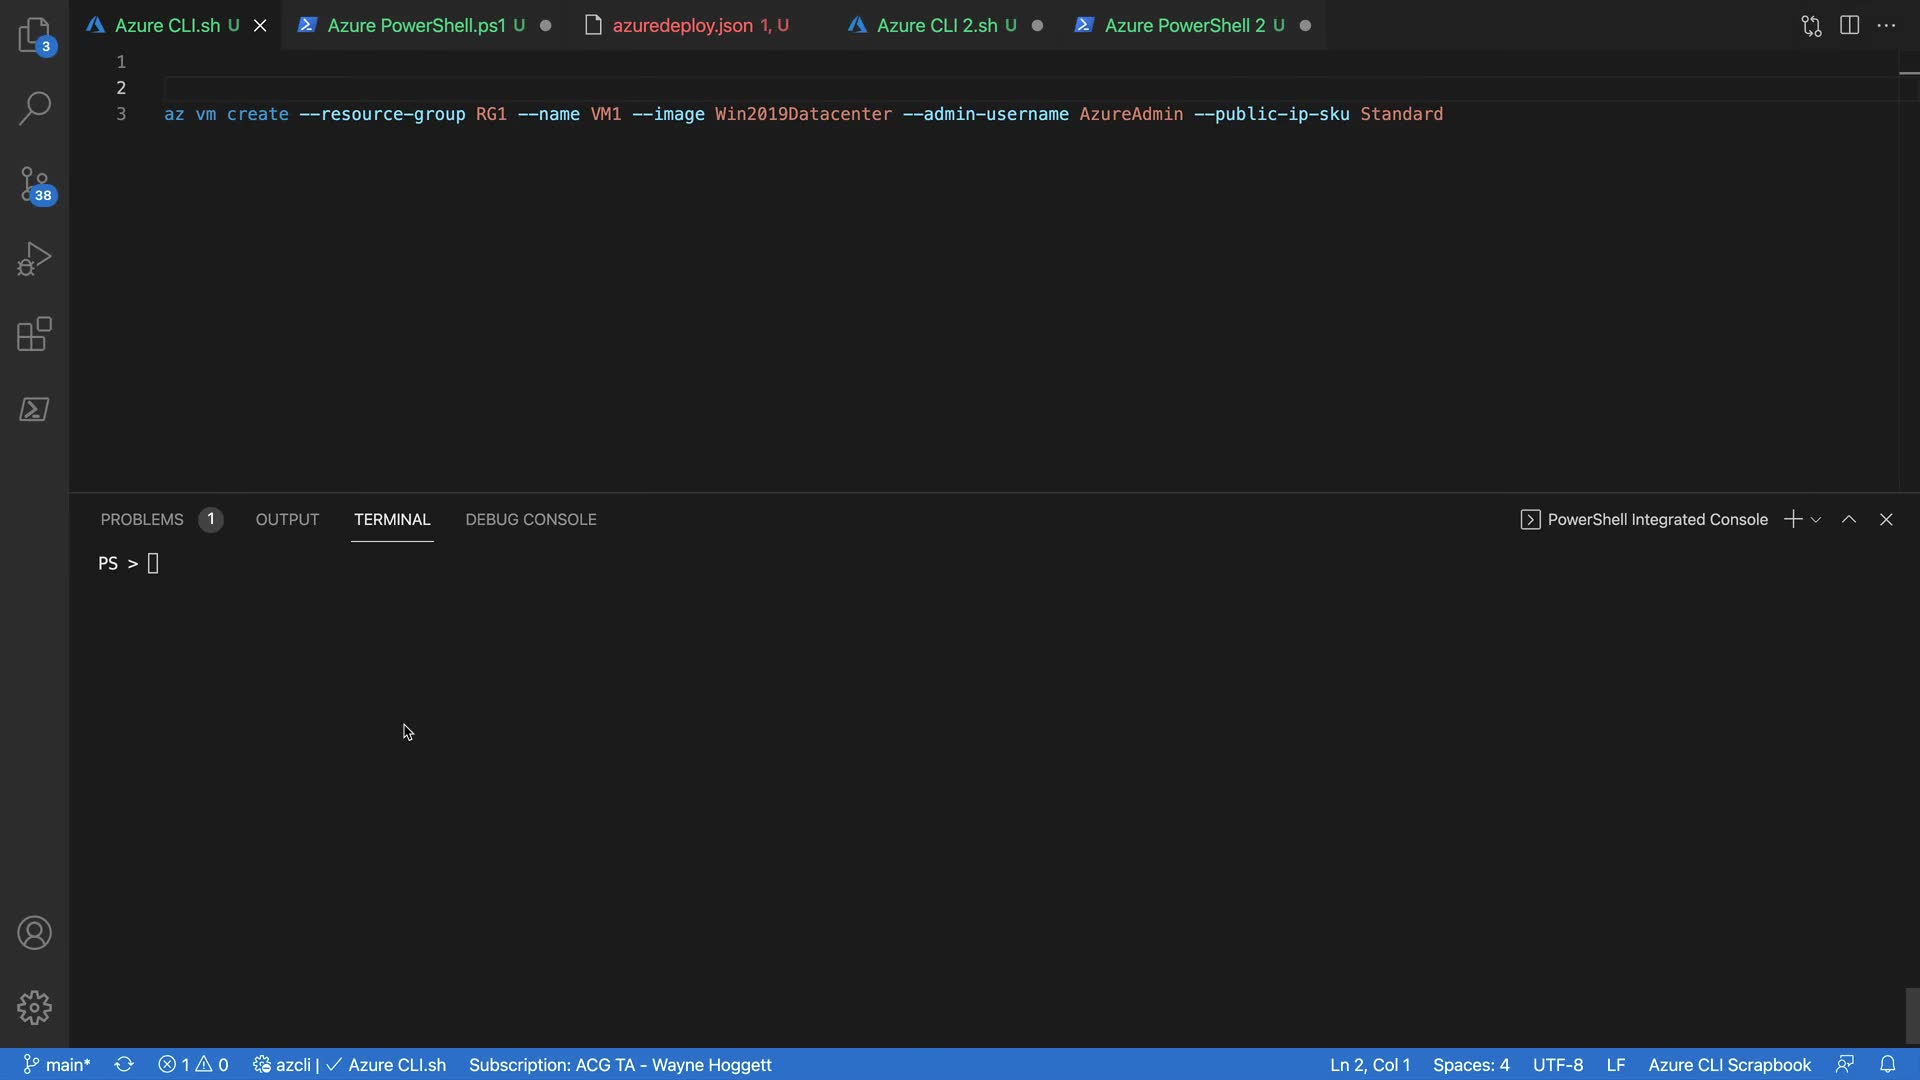 Azure CLI.sh U
Azure PowerShell.ps1 U
azuredeploy.json 1, U
Azure CLI 2.sh U
Azure PowerShell 2 U
3
38
1
2
3 az vm create --resource-group RG1 --name VM1 --image Win2019Datacenter --admin-username AzureAdmin --public-ip-sku Standard
PROBLEMS 1 OUTPUT TERMINAL DEBUG CONSOLE
PowerShell Integrated Console
PS >
main* 1 0 azcli | ✓ Azure CLI.sh Subscription: ACG TA - Wayne Hoggett
Ln 2, Col 1 Spaces: 4 UTF-8 LF Azure CLI Scrapbook